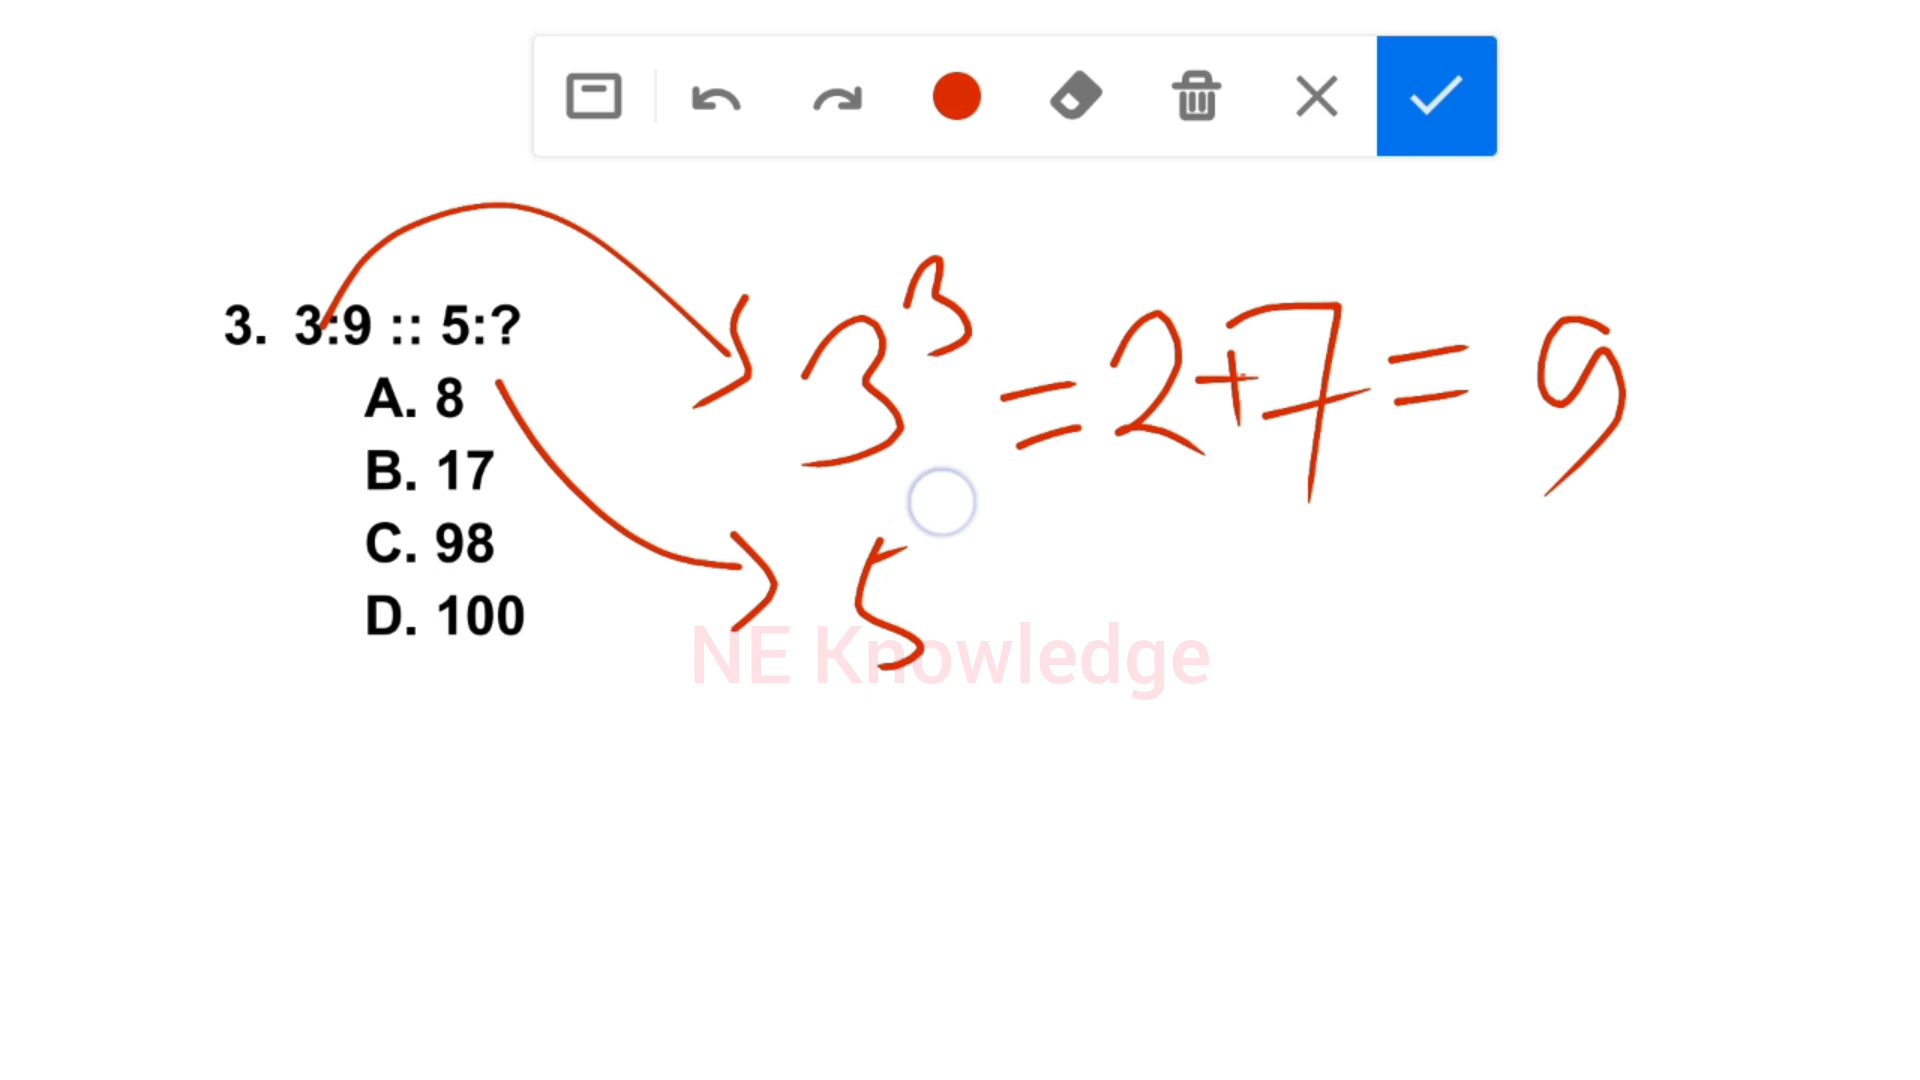 3. 3:9 :: 5:?
3³ = 2+7 = 9
A. 8
B. 17
C. 98
D. 100
5
NE Knowledge